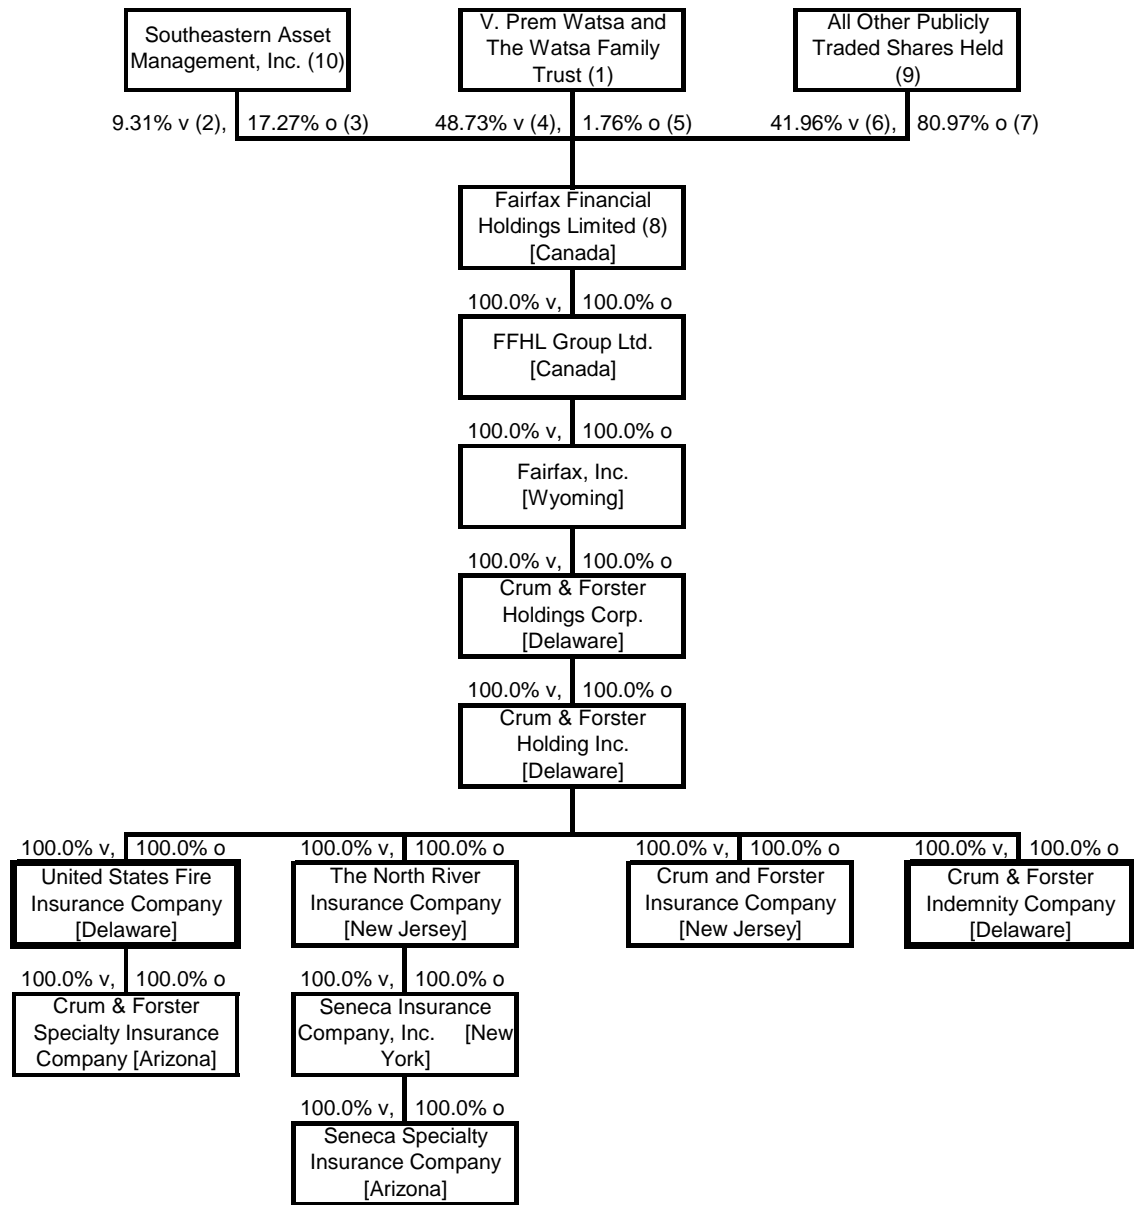 Southeastern Asset
Management, Inc. (10)
V. Prem Watsa and
The Watsa Family
Trust (1)
All Other Publicly
Traded Shares Held
(9)
9.31% v (2), 17.27% o (3)
48.73% v (4), 1.76% o (5)
41.96% v (6), 80.97% o (7)
Fairfax Financial
Holdings Limited (8)
[Canada]
100.0% v, 100.0% o
FFHL Group Ltd.
[Canada]
100.0% v, 100.0% o
Fairfax, Inc.
[Wyoming]
100.0% v, 100.0% o
Crum & Forster
Holdings Corp.
[Delaware]
100.0% v, 100.0% o
Crum & Forster
Holding Inc.
[Delaware]
100.0% v, 100.0% o
United States Fire
Insurance Company
[Delaware]
100.0% v, 100.0% o
The North River
Insurance Company
[New Jersey]
100.0% v, 100.0% o
Crum and Forster
Insurance Company
[New Jersey]
100.0% v, 100.0% o
Crum & Forster
Indemnity Company
[Delaware]
100.0% v, 100.0% o
Crum & Forster
Specialty Insurance
Company [Arizona]
100.0% v, 100.0% o
Seneca Insurance
Company, Inc. [New
York]
100.0% v, 100.0% o
Seneca Specialty
Insurance Company
[Arizona]